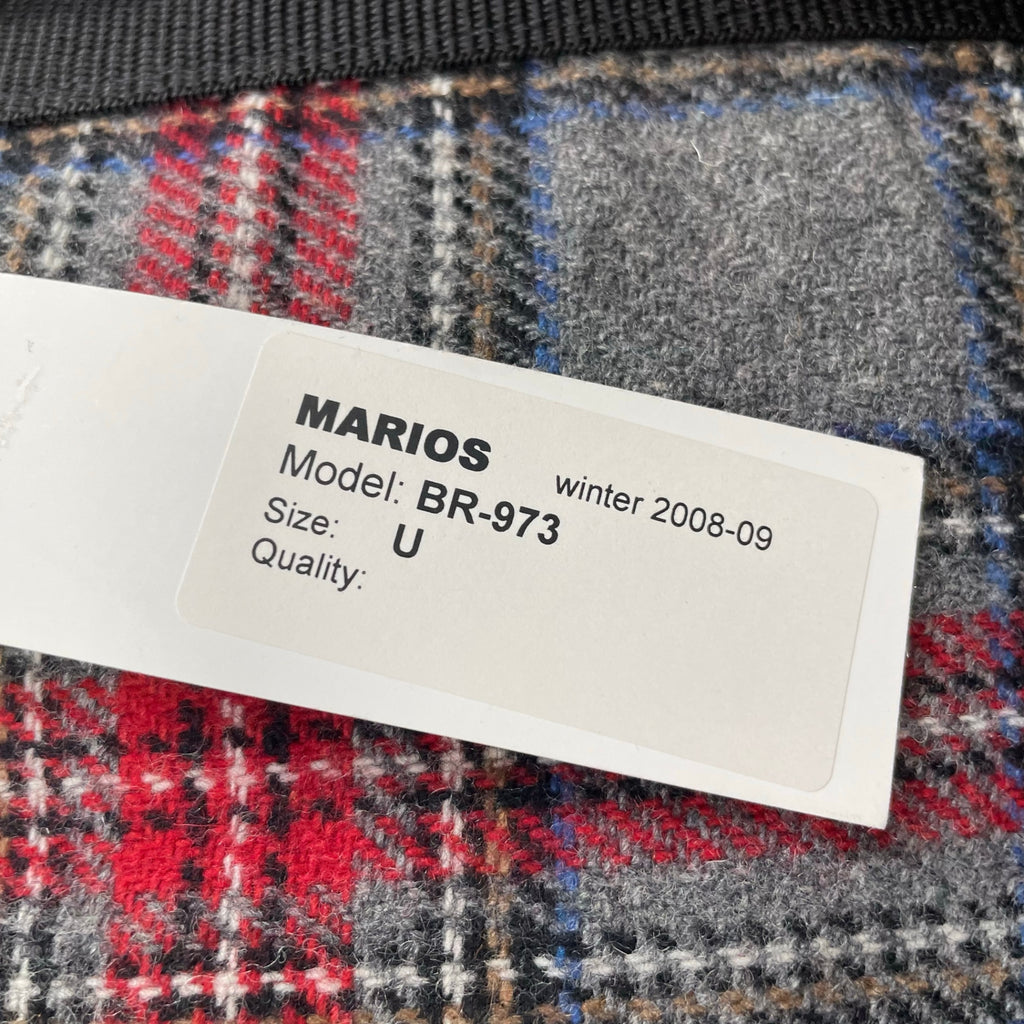 MARIOS
winter 2008-09
Model: BR-973
Size: U
Quality: